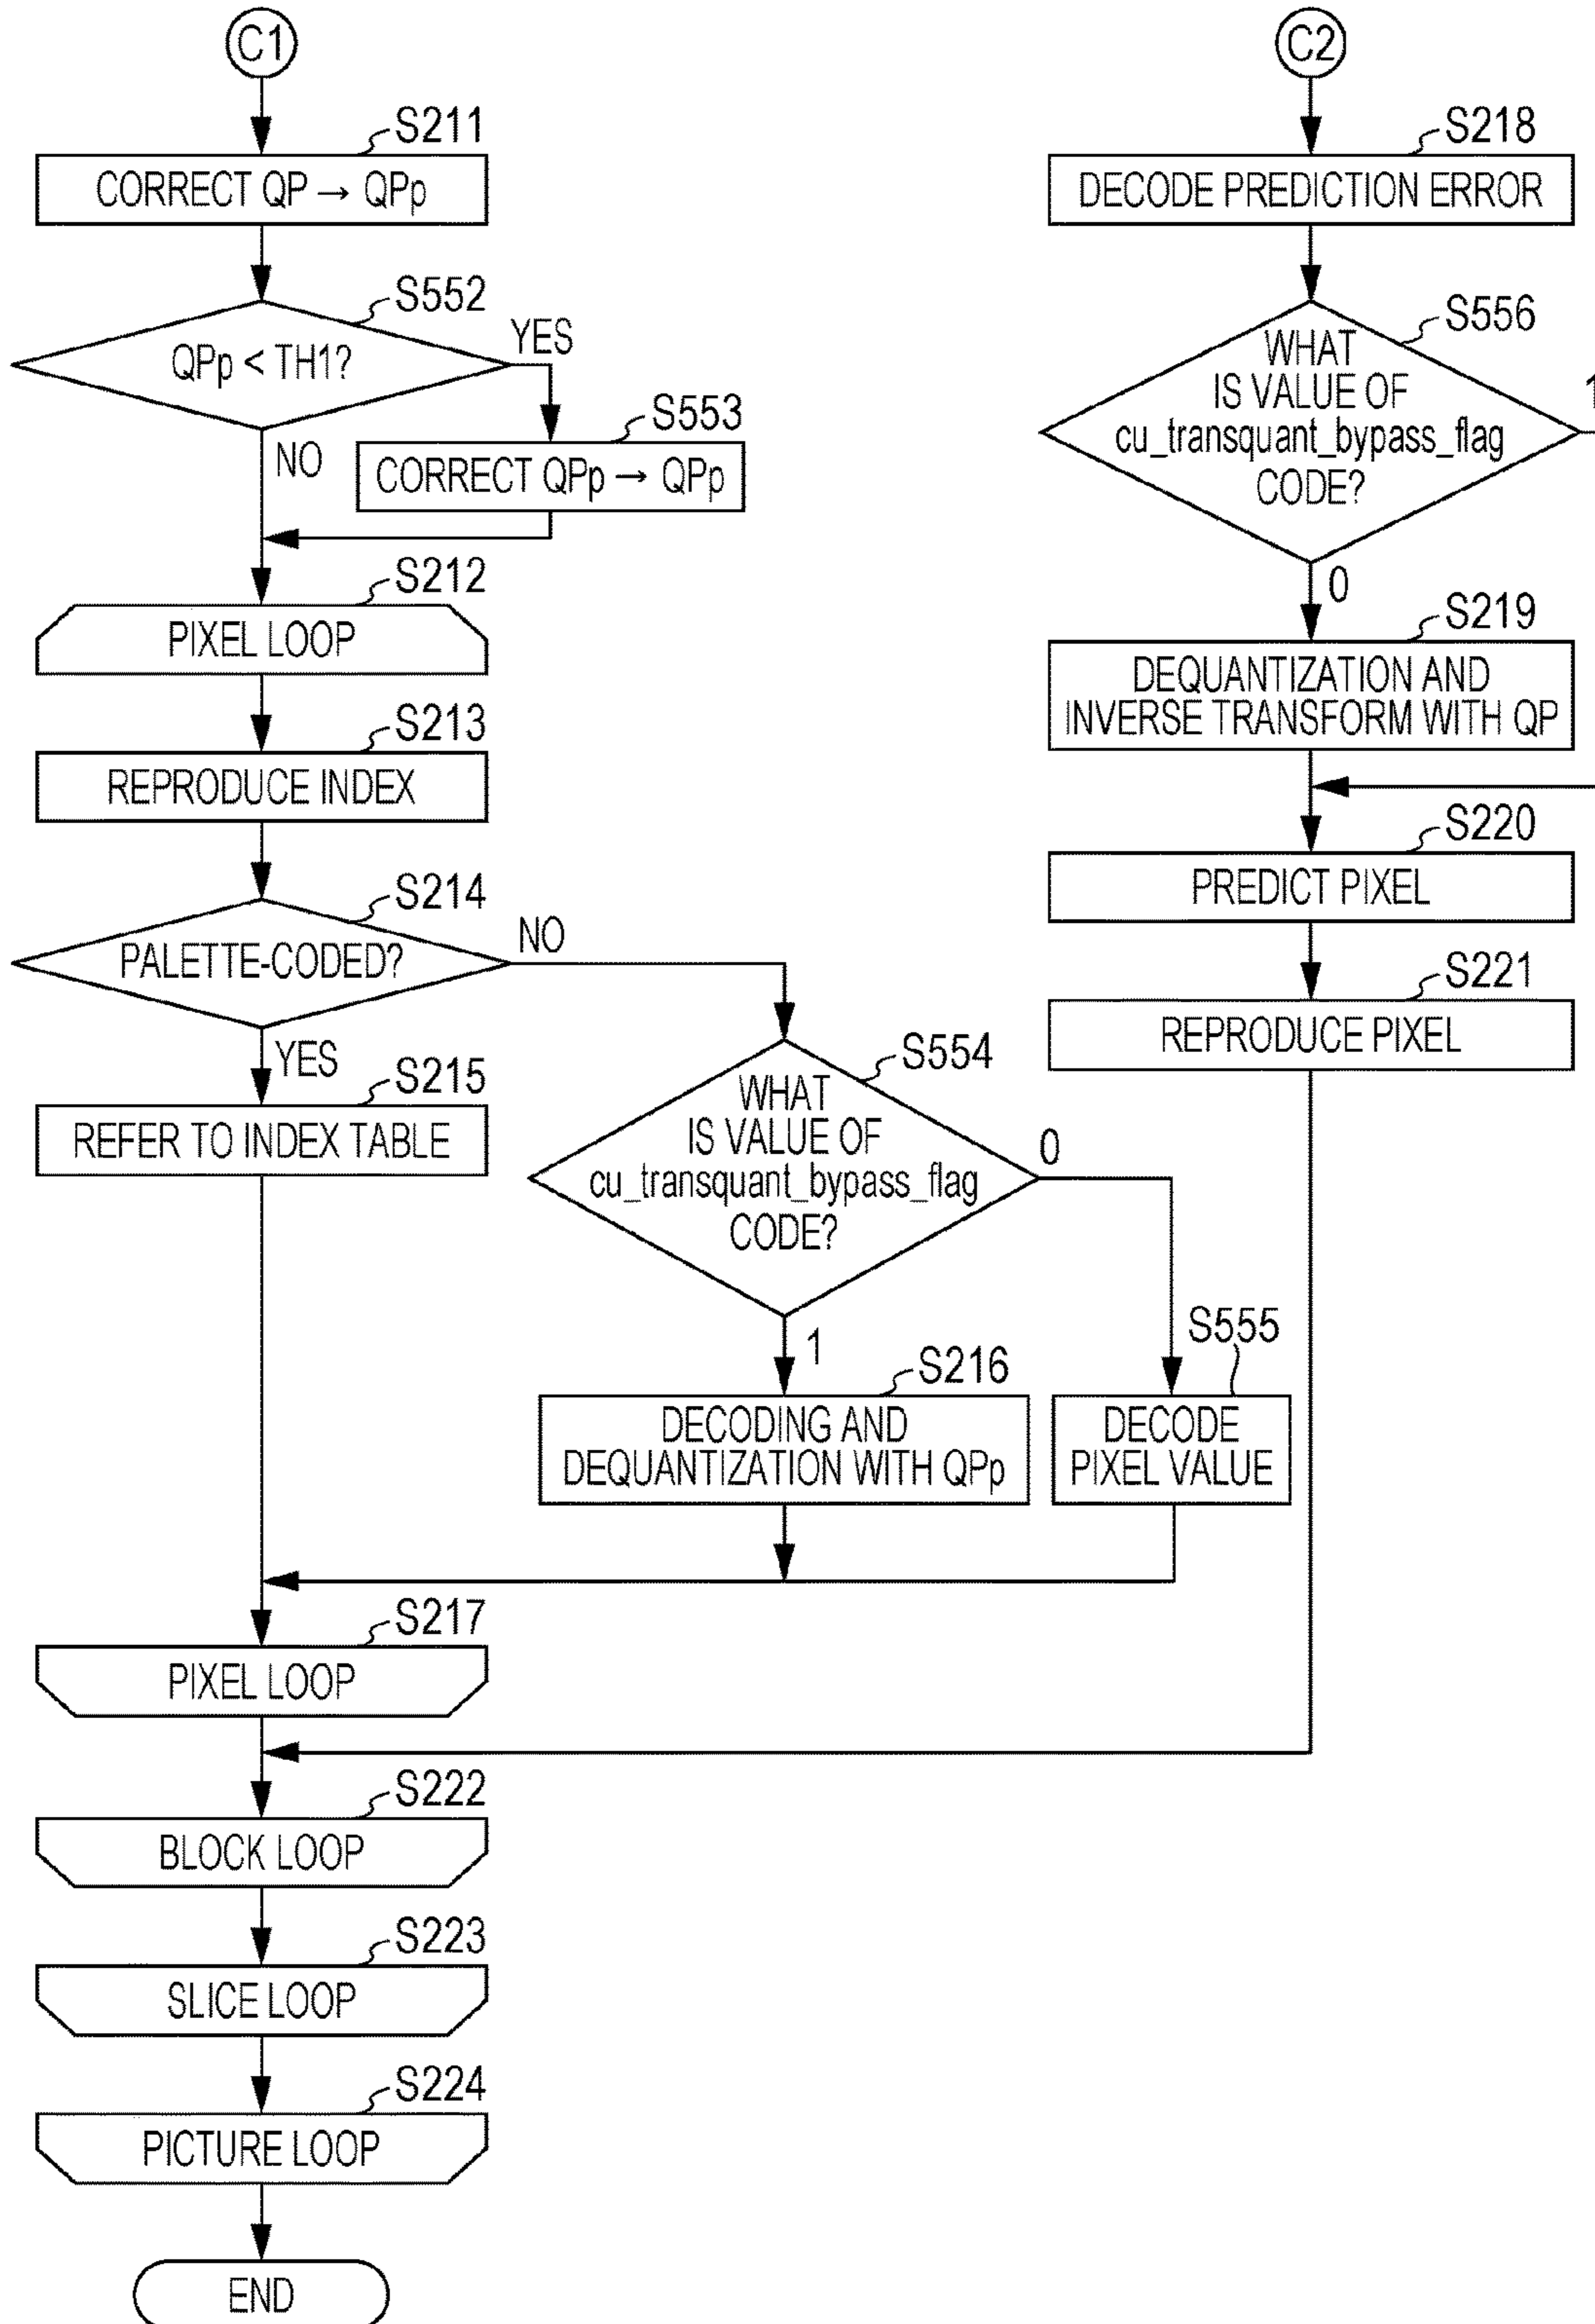 C1
S211
CORRECT QP → QPp
S552
QPp < TH1?
YES
NO
S553
CORRECT QPp → QPp
S212
PIXEL LOOP
S213
REPRODUCE INDEX
S214
PALETTE-CODED?
NO
YES
S215
REFER TO INDEX TABLE
S554
WHAT
IS VALUE OF
cu_transquant_bypass_flag
CODE?
0
1
S216
DECODING AND
DEQUANTIZATION WITH QPp
S555
DECODE
PIXEL VALUE
S217
PIXEL LOOP
S222
BLOCK LOOP
S223
SLICE LOOP
S224
PICTURE LOOP
END
C2
S218
DECODE PREDICTION ERROR
S556
WHAT
IS VALUE OF
cu_transquant_bypass_flag
CODE?
1
0
S219
DEQUANTIZATION AND
INVERSE TRANSFORM WITH QP
S220
PREDICT PIXEL
S221
REPRODUCE PIXEL